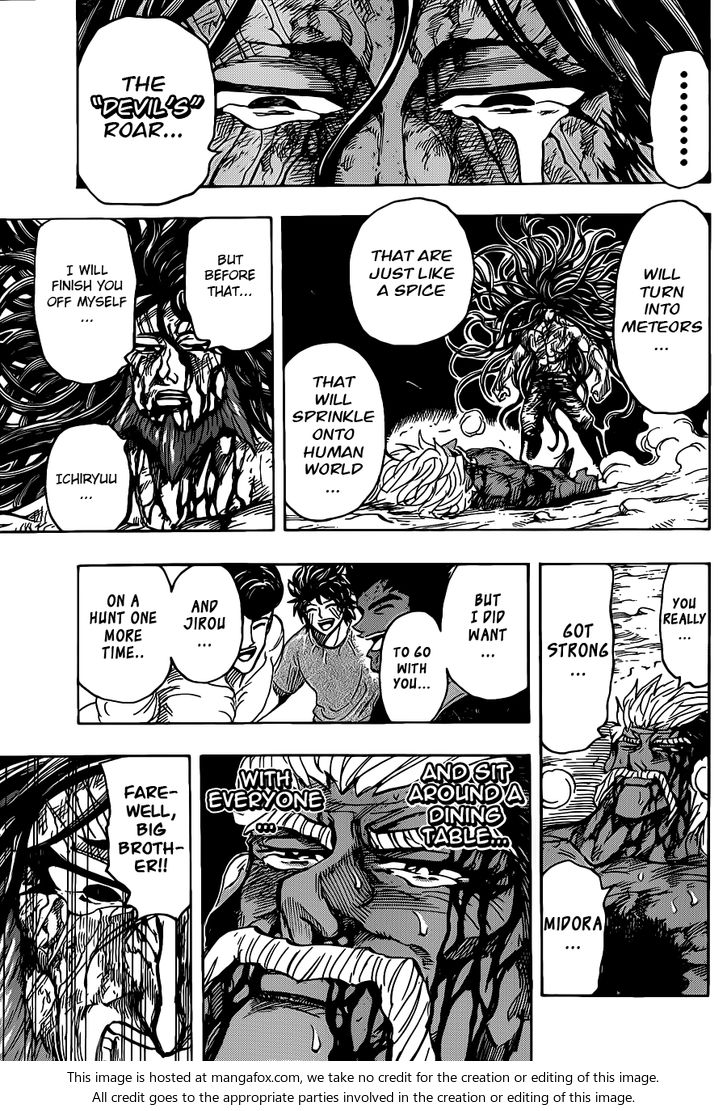 .........
THE
"DEVIL'S"
ROAR...
WILL
TURN
INTO
METEORS
...
THAT ARE
JUST LIKE
A SPICE
THAT
WILL
SPRINKLE
ONTO
HUMAN
WORLD
...
BUT
BEFORE
THAT...
I WILL
FINISH YOU
OFF MYSELF
...
ICHIRYUU
...
YOU
REALLY...
GOT
STRONG
...
MIDORA
...
BUT
I DID
WANT...
TO GO
WITH
YOU...
AND
JIROU
...
ON A
HUNT ONE
MORE
TIME..
AND SIT
AROUND A
DINING
TABLE...
WITH
EVERYONE
...
FARE-
WELL,
BIG
BROTH-
ER!!
This image is hosted at mangafox.com, we take no credit for the creation or editing of this image.
All credit goes to the appropriate parties involved in the creation or editing of this image.